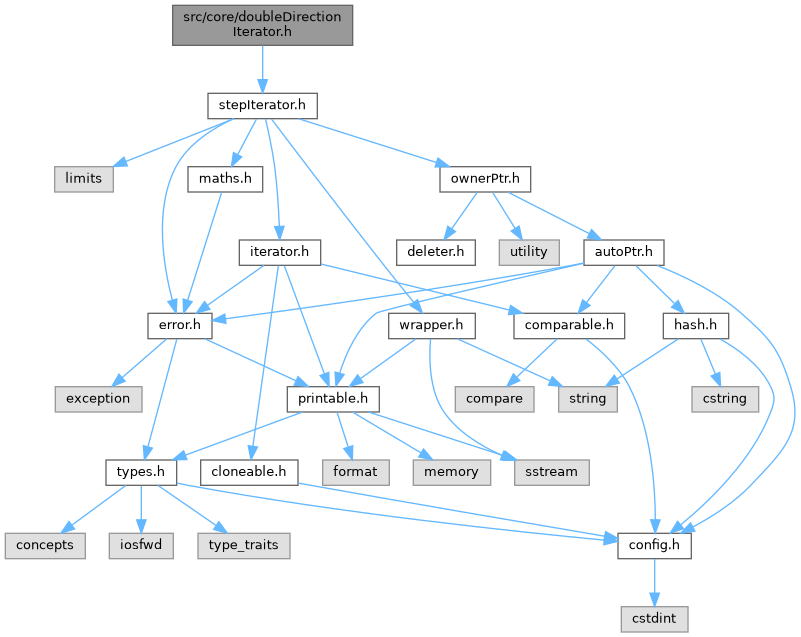 src/core/doubleDirection
Iterator.h
stepIterator.h
limits
maths.h
ownerPtr.h
iterator.h
deleter.h
utility
autoPtr.h
error.h
wrapper.h
comparable.h
hash.h
exception
printable.h
compare
string
cstring
types.h
cloneable.h
format
memory
sstream
concepts
iosfwd
type_traits
config.h
cstdint